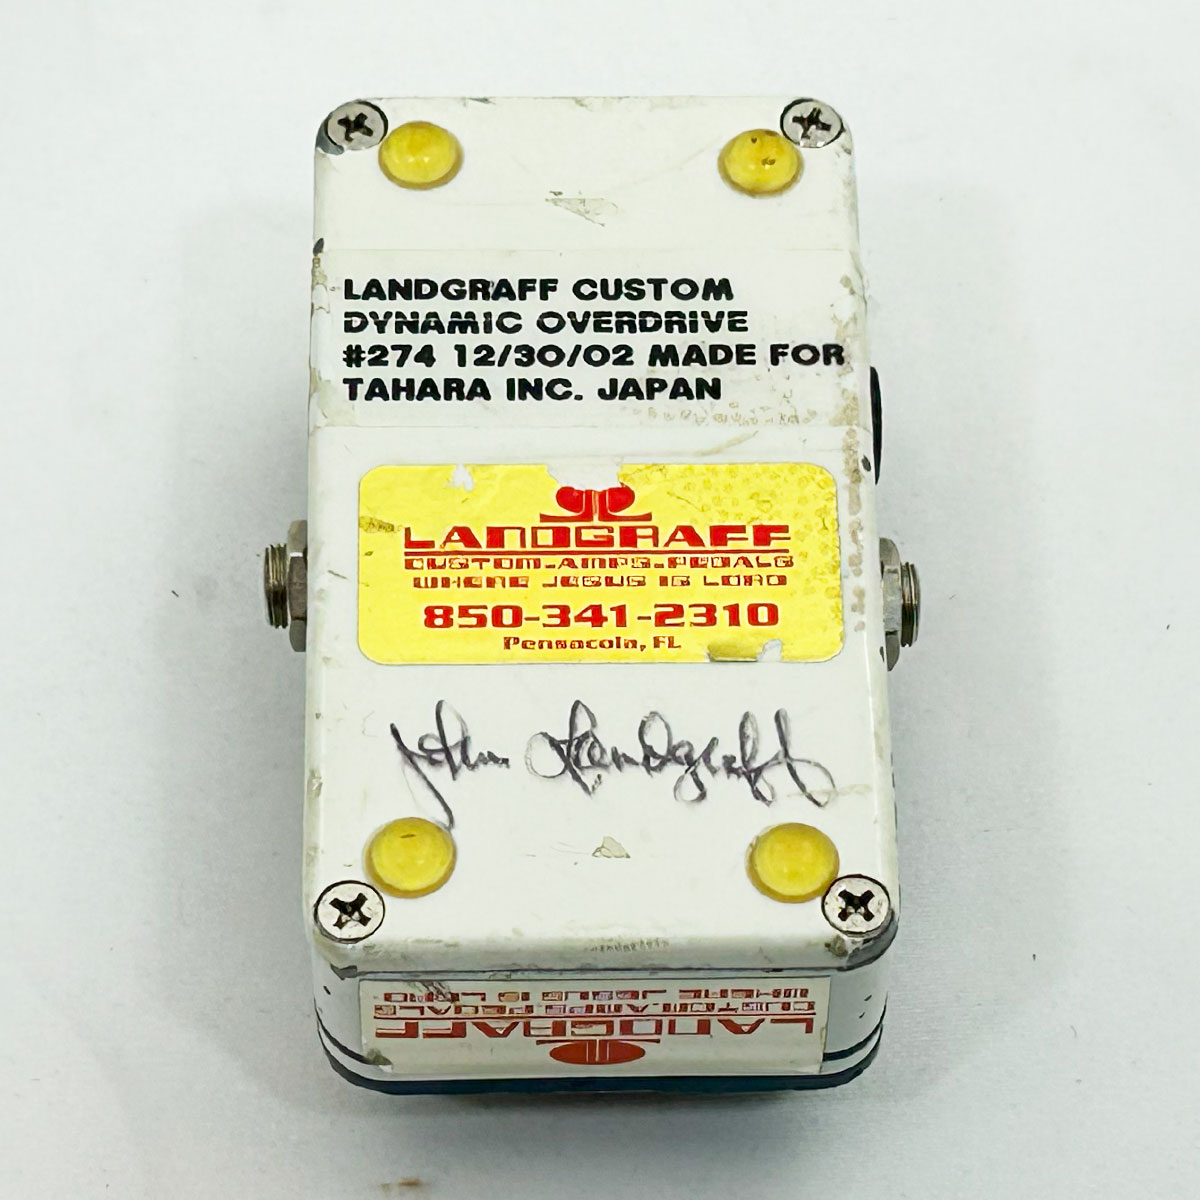 LANDGRAFF CUSTOM
DYNAMIC OVERDRIVE
#274 12/30/02 MADE FOR
TAHARA INC. JAPAN
LANDGRAFF
CUSTOM-AMPS-PEDALS
WHERE JESUS IS LORD
850-341-2310
Pensacola, FL
John Landgraff
LANDGRAFF
CUSTOM-AMPS-PEDALS
WHERE JESUS IS LORD